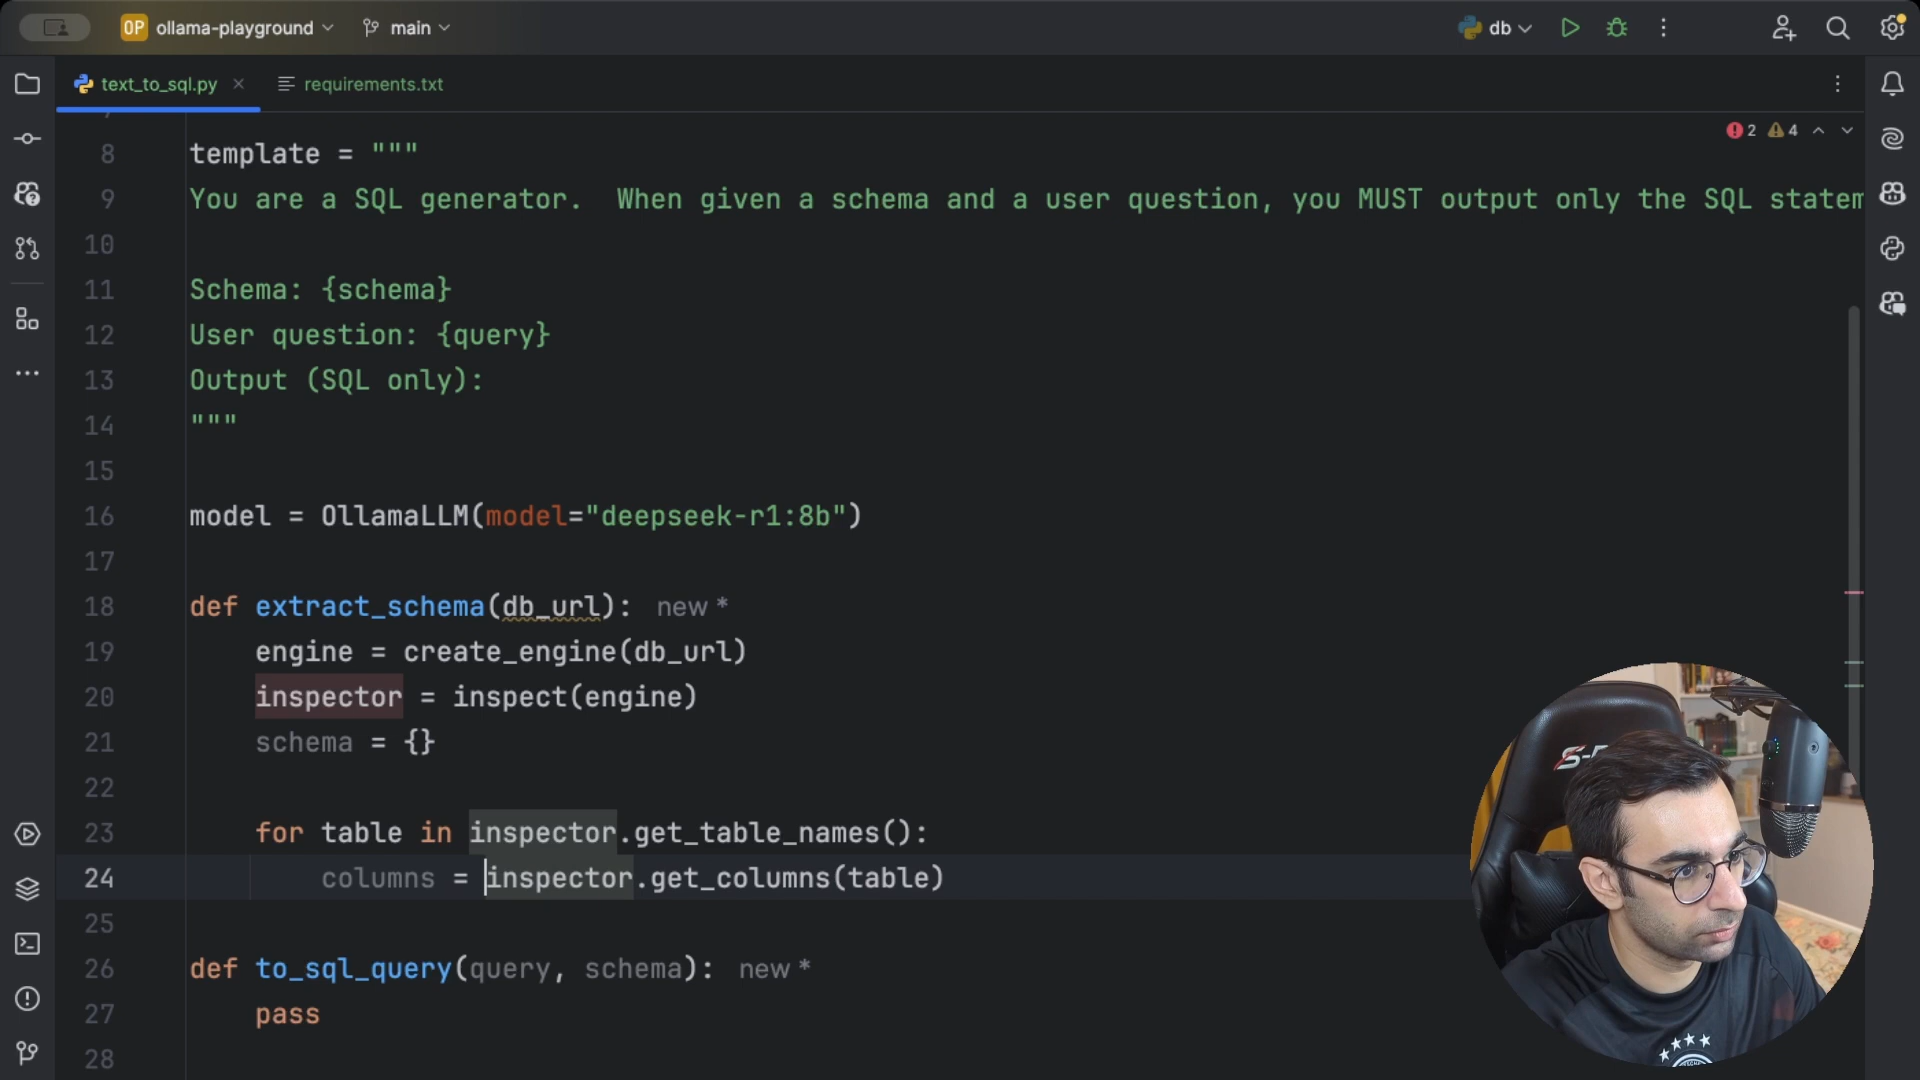 OP ollama-playground main db
text_to_sql.py requirements.txt
2 4
8 template = """
9 You are a SQL generator.  When given a schema and a user question, you MUST output only the SQL statem
10
11 Schema: {schema}
12 User question: {query}
13 Output (SQL only):
14 """
15
16 model = OllamaLLM(model="deepseek-r1:8b")
17
18 def extract_schema(db_url): new *
19 engine = create_engine(db_url)
20 inspector = inspect(engine)
21 schema = {}
22
23 for table in inspector.get_table_names():
24 columns = inspector.get_columns(table)
25
26 def to_sql_query(query, schema): new *
27 pass
28